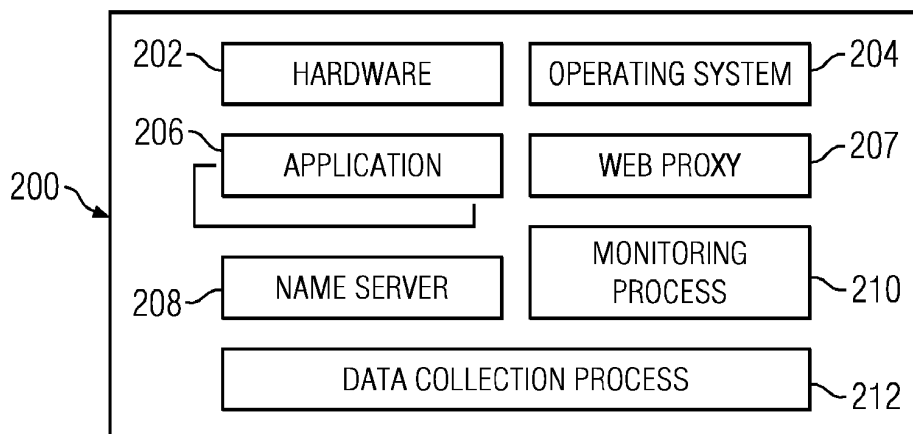 202 HARDWARE OPERATING SYSTEM 204
206 APPLICATION WEB PROXY 207
200
208 NAME SERVER MONITORING PROCESS 210
DATA COLLECTION PROCESS 212